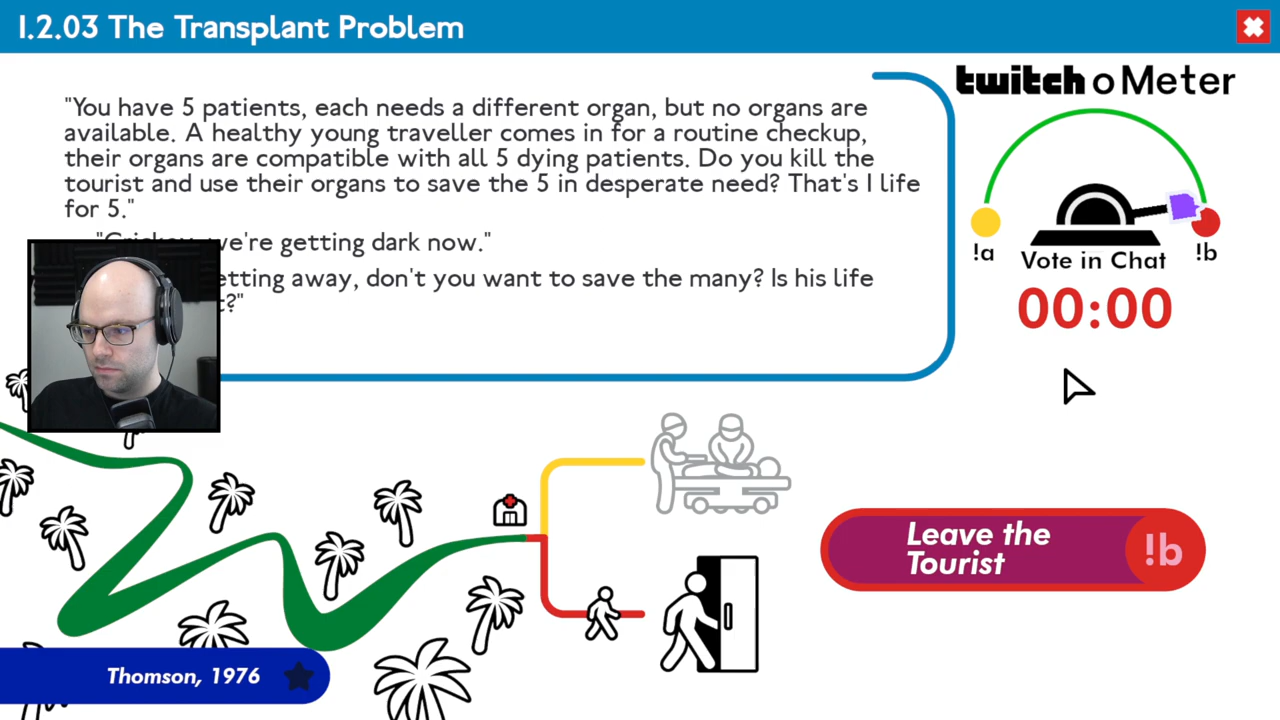 1.2.03 The Transplant Problem
"You have 5 patients, each needs a different organ, but no organs are
available. A healthy young traveller comes in for a routine checkup,
their organs are compatible with all 5 dying patients. Do you kill the
tourist and use their organs to save the 5 in desperate need? That's 1 life
for 5."
we're getting dark now."
etting away, don't you want to save the many? Is his life
t?"
twitch o Meter
!a
Vote in Chat
!b
00:00
Leave the
Tourist
!b
Thomson, 1976